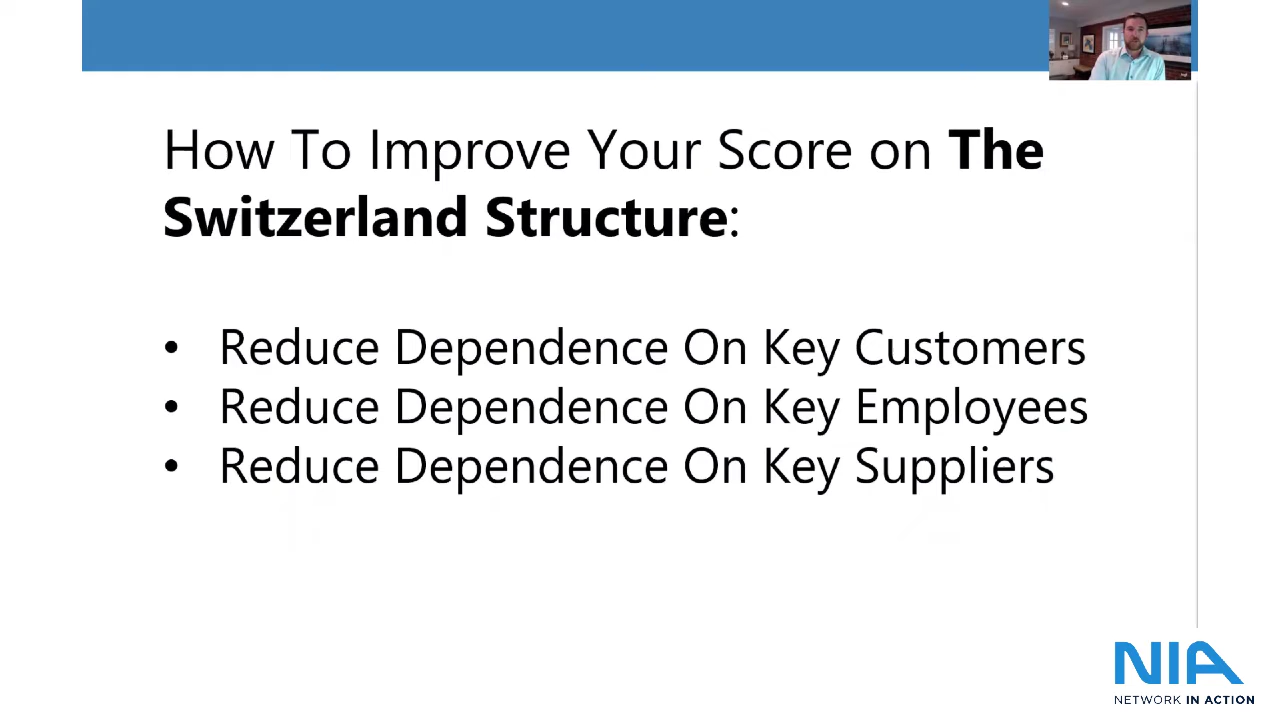 How To Improve Your Score on The
Switzerland Structure:
• Reduce Dependence On Key Customers
• Reduce Dependence On Key Employees
• Reduce Dependence On Key Suppliers
NIA
NETWORK IN ACTION